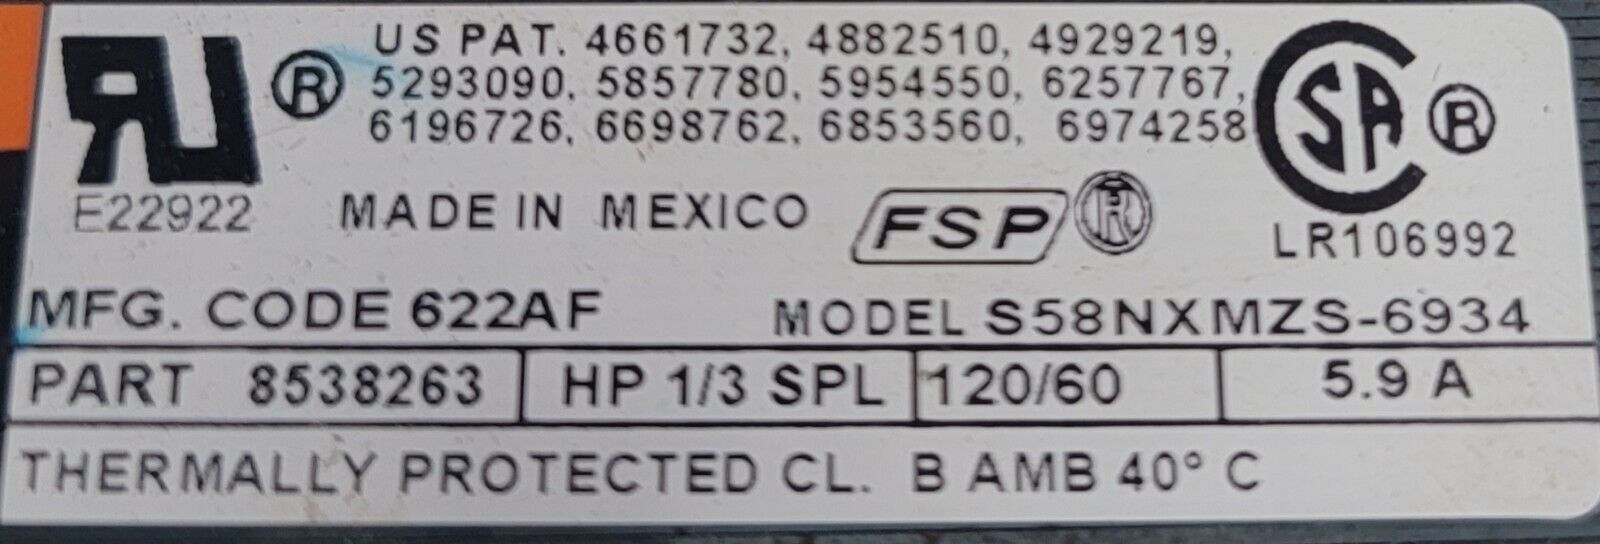 US PAT. 4661732, 4882510, 4929219,
5293090, 5857780, 5954550, 6257767,
6196726, 6698762, 6853560, 6974258
RU ®
SA ®
E22922 MADE IN MEXICO FSP LR106992
MFG. CODE 622AF MODEL S58NXMZS-6934
PART 8538263 HP 1/3 SPL 120/60 5.9 A
THERMALLY PROTECTED CL. B AMB 40° C